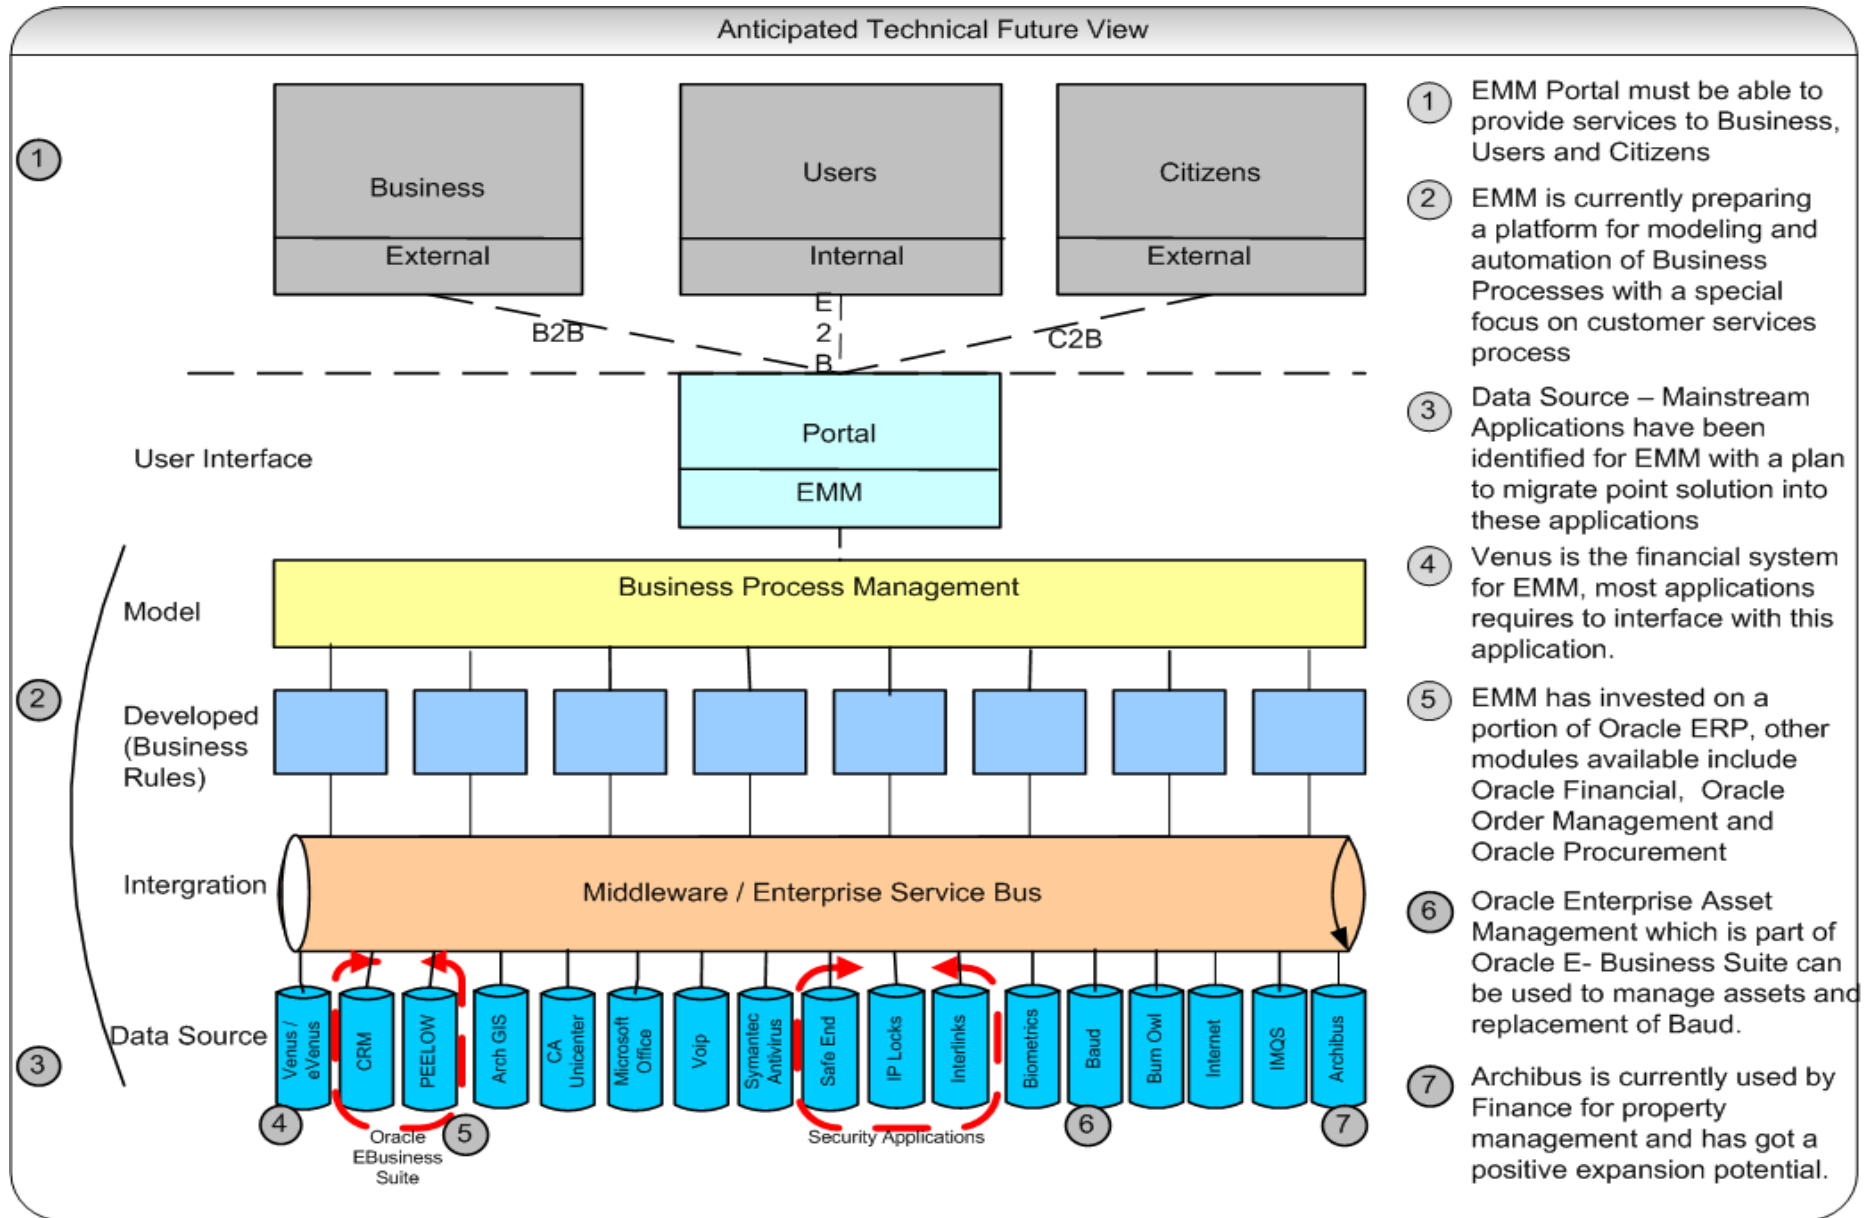 Anticipated Technical Future View
1
Business
External
Users
Internal
Citizens
External
B2B
E
2
B
C2B
User Interface
Portal
EMM
2
Model
Business Process Management
Developed
(Business
Rules)
Intergration
Middleware / Enterprise Service Bus
3
Data Source
Venus /
eVenus
CRM
PEELOW
Arch GIS
CA
Unicenter
Microsoft
Office
Voip
Symantec
Antivirus
Safe End
IP Locks
Interlinks
Biometrics
Baud
Burn Owl
Internet
IMQS
Archibus
4
5
6
7
Oracle
EBusiness
Suite
Security Applications
1
EMM Portal must be able to
provide services to Business,
Users and Citizens
2
EMM is currently preparing
a platform for modeling and
automation of Business
Processes with a special
focus on customer services
process
3
Data Source – Mainstream
Applications have been
identified for EMM with a plan
to migrate point solution into
these applications
4
Venus is the financial system
for EMM, most applications
requires to interface with this
application.
5
EMM has invested on a
portion of Oracle ERP, other
modules available include
Oracle Financial, Oracle
Order Management and
Oracle Procurement
6
Oracle Enterprise Asset
Management which is part of
Oracle E- Business Suite can
be used to manage assets and
replacement of Baud.
7
Archibus is currently used by
Finance for property
management and has got a
positive expansion potential.